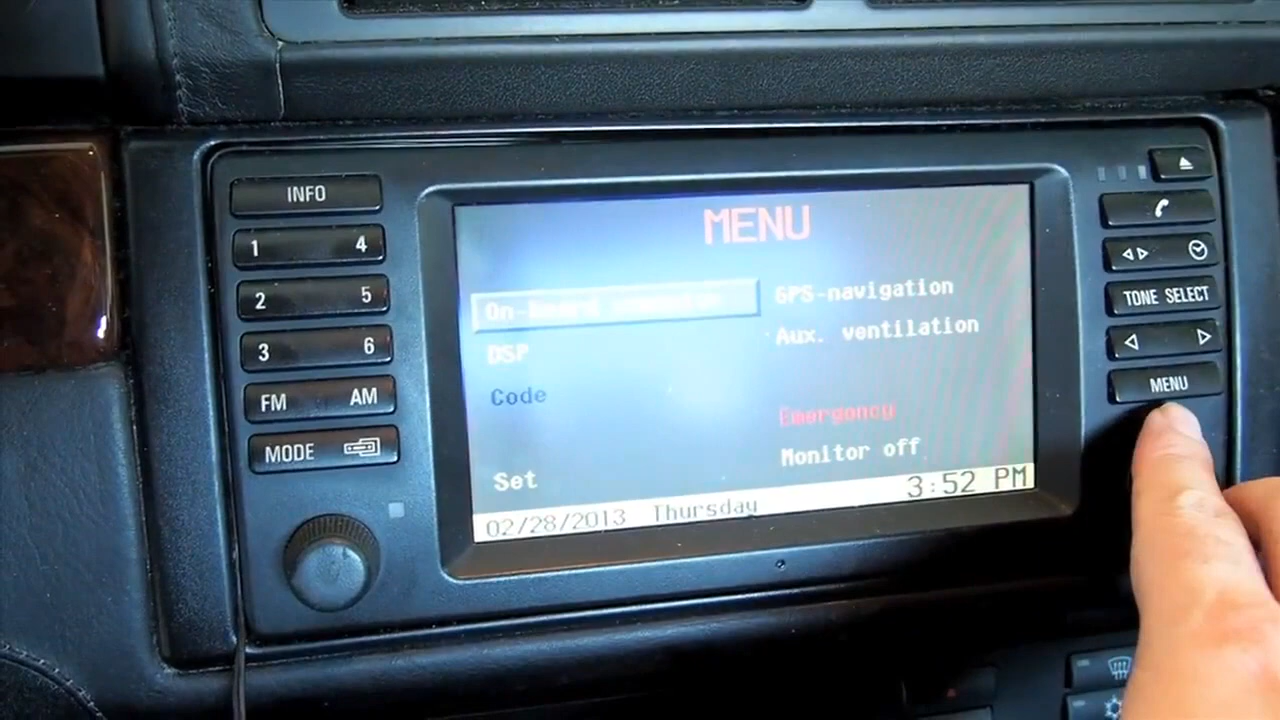 INFO
1 4
2 5
3 6
FM AM
MODE
MENU
On-board computer
GPS-navigation
DSP
Aux. ventilation
Code
Emergency
Set
Monitor off
02/28/2013 Thursday 3:52 PM
TONE SELECT
MENU